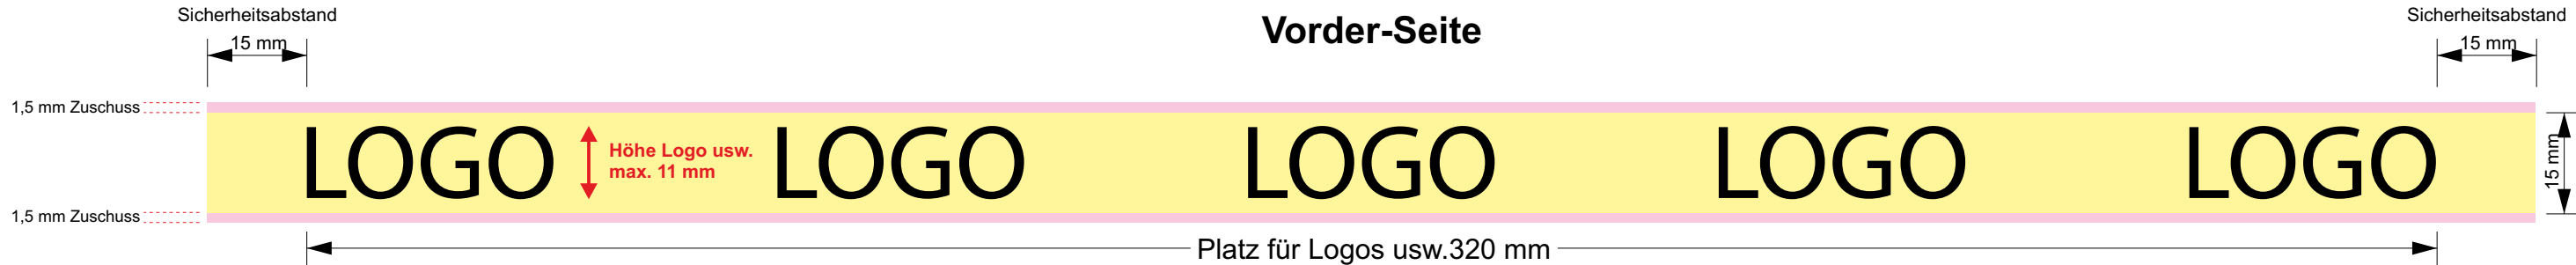 Sicherheitsabstand
Vorder-Seite
Sicherheitsabstand
15 mm
15 mm
1,5 mm Zuschuss
LOGO
Höhe Logo usw.
max. 11 mm
LOGO
LOGO
LOGO
LOGO
15 mm
1,5 mm Zuschuss
Platz für Logos usw.320 mm